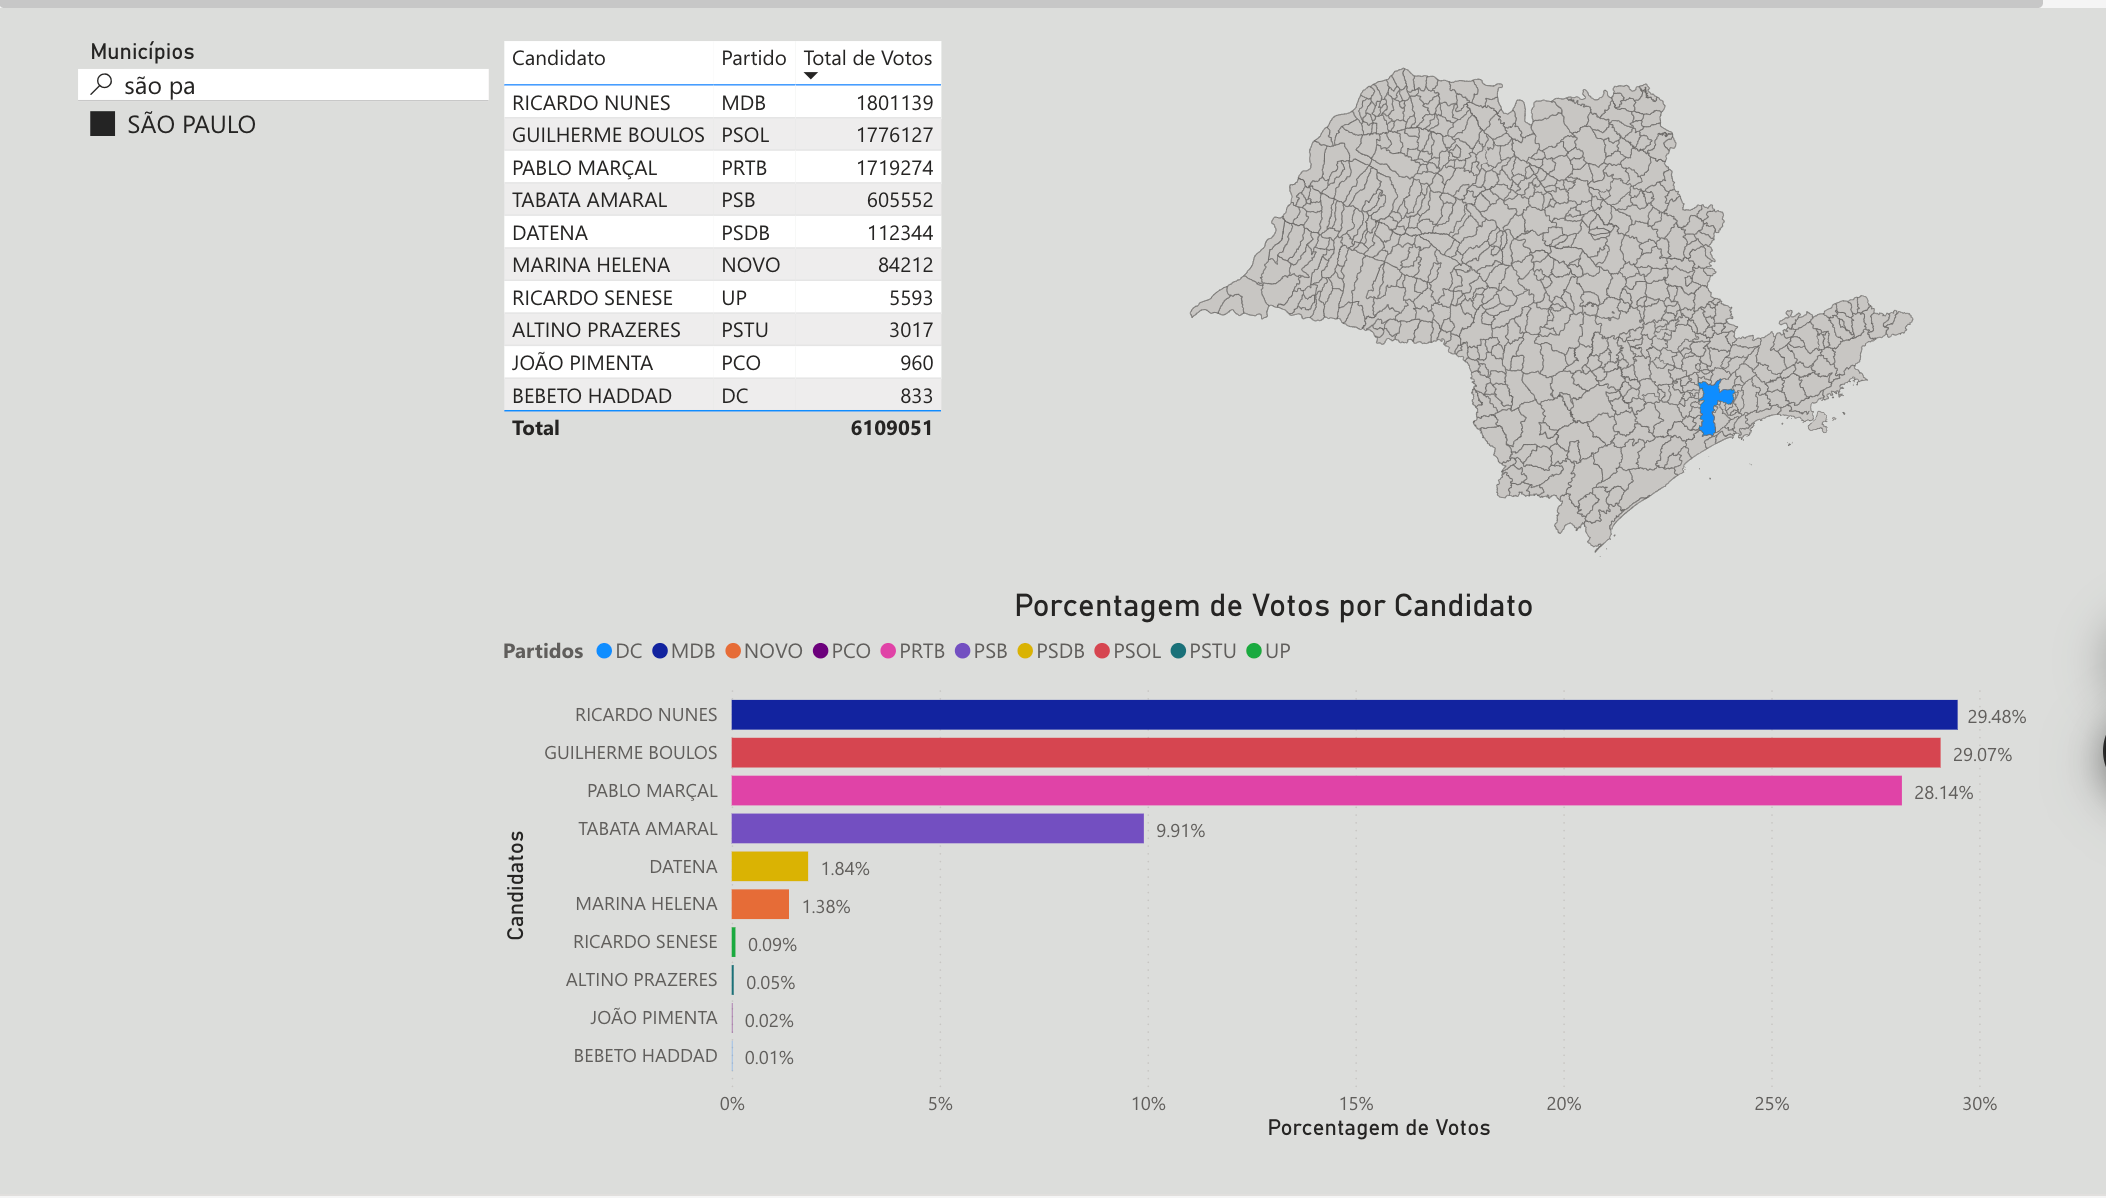 Municípios
são pa
SÃO PAULO
Candidato Partido Total de Votos
RICARDO NUNES MDB 1801139
GUILHERME BOULOS PSOL 1776127
PABLO MARÇAL PRTB 1719274
TABATA AMARAL PSB 605552
DATENA PSDB 112344
MARINA HELENA NOVO 84212
RICARDO SENESE UP 5593
ALTINO PRAZERES PSTU 3017
JOÃO PIMENTA PCO 960
BEBETO HADDAD DC 833
Total 6109051
Porcentagem de Votos por Candidato
Partidos DC MDB NOVO PCO PRTB PSB PSDB PSOL PSTU UP
Candidatos
RICARDO NUNES 29.48%
GUILHERME BOULOS 29.07%
PABLO MARÇAL 28.14%
TABATA AMARAL 9.91%
DATENA 1.84%
MARINA HELENA 1.38%
RICARDO SENESE 0.09%
ALTINO PRAZERES 0.05%
JOÃO PIMENTA 0.02%
BEBETO HADDAD 0.01%
0% 5% 10% 15% 20% 25% 30%
Porcentagem de Votos